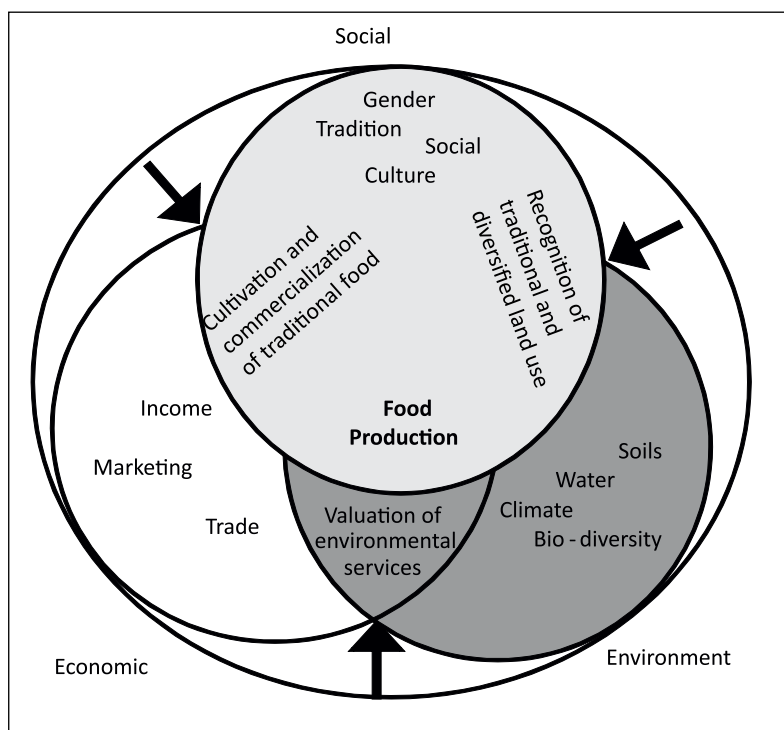 Social
Gender
Tradition
Social
Culture
Cultivation and
commercialization
of traditional food
Recognition of
traditional and
diversified land use
Food
Production
Income
Marketing
Trade
Valuation of
environmental
services
Soils
Water
Climate
Bio - diversity
Economic
Environment